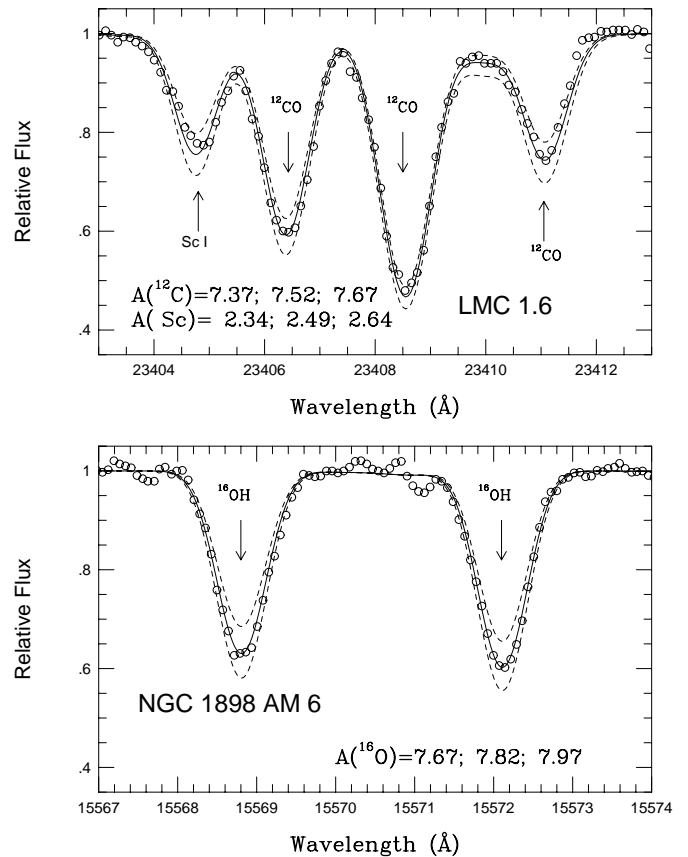 1
.8
.6
.4
Relative Flux
¹²CO
¹²CO
Sc I
¹²CO
A(¹²C)=7.37; 7.52; 7.67
A( Sc)= 2.34; 2.49; 2.64
LMC 1.6
23404 23406 23408 23410 23412
Wavelength (Å)
1
.8
.6
.4
Relative Flux
¹⁶OH
¹⁶OH
NGC 1898 AM 6
A(¹⁶O)=7.67; 7.82; 7.97
15567 15568 15569 15570 15571 15572 15573 15574
Wavelength (Å)